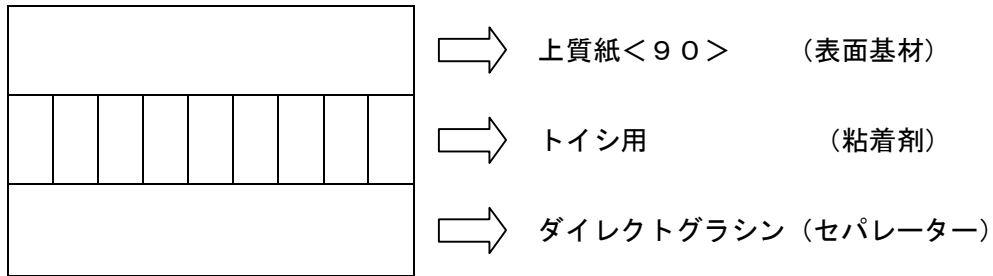 上質紙＜９０＞　（表面基材）
トイシ用　（粘着剤）
ダイレクトグラシン（セパレーター）